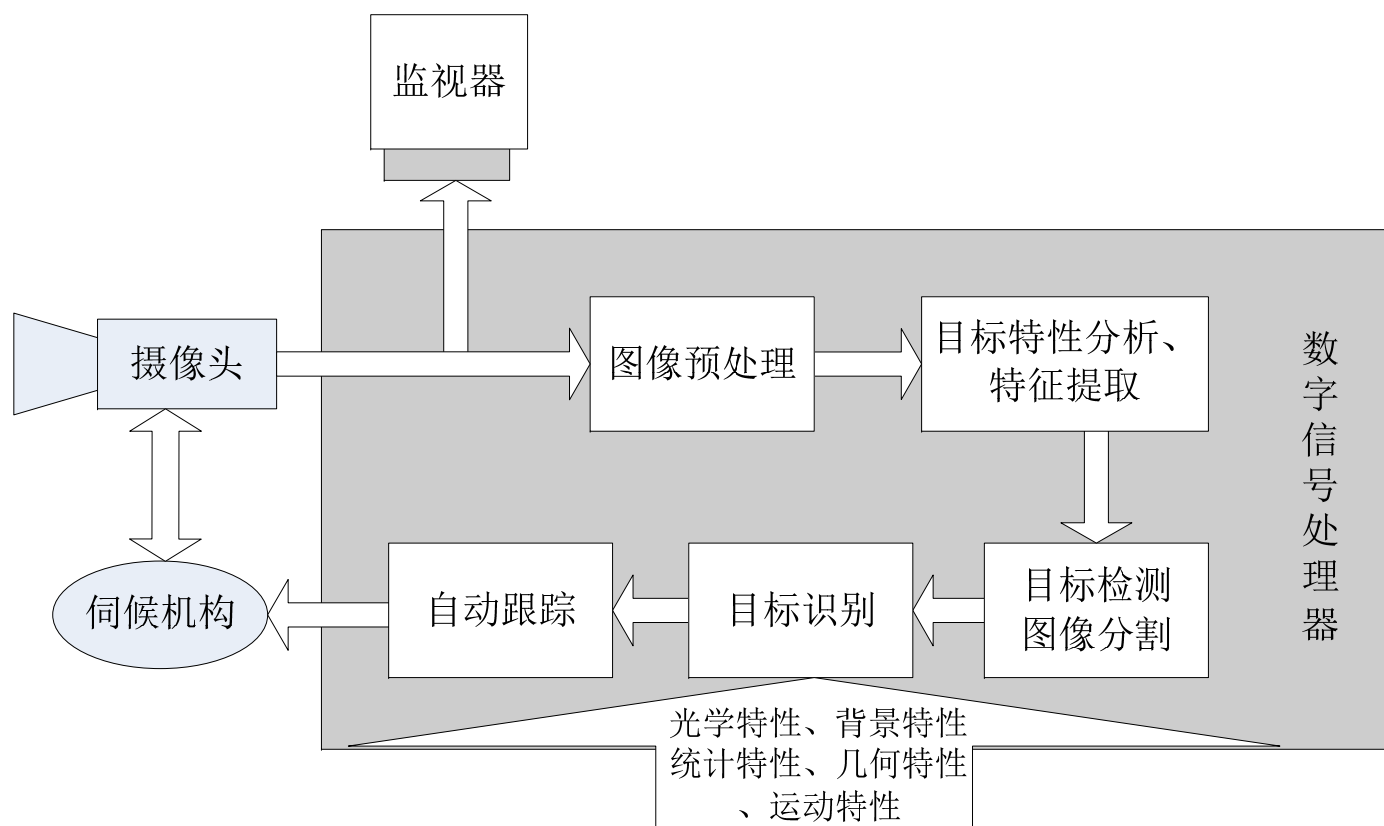 监视器
摄像头
图像预处理
目标特性分析、
特征提取
数字信号处理器
伺候机构
自动跟踪
目标识别
目标检测
图像分割
光学特性、背景特性
统计特性、几何特性
、运动特性